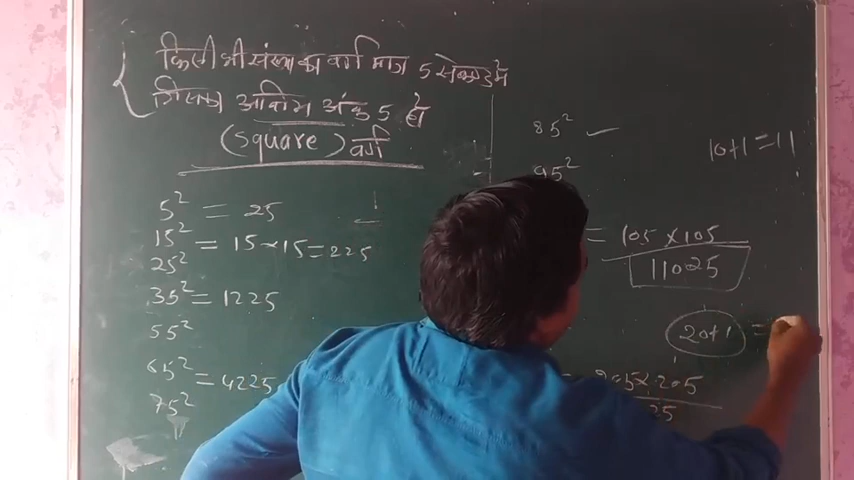 किसी भी संख्या का वर्ग मात्र 5 सेकण्ड में
जिसका अंतिम अंक 5 हो
(square) वर्ग
5² = 25
15² = 15×15=225
25²
35² = 1225
55²
65² = 4225
75²
85² ✓
95²
10+1=11
= 105×105
11025
20+1 =
205×205
25